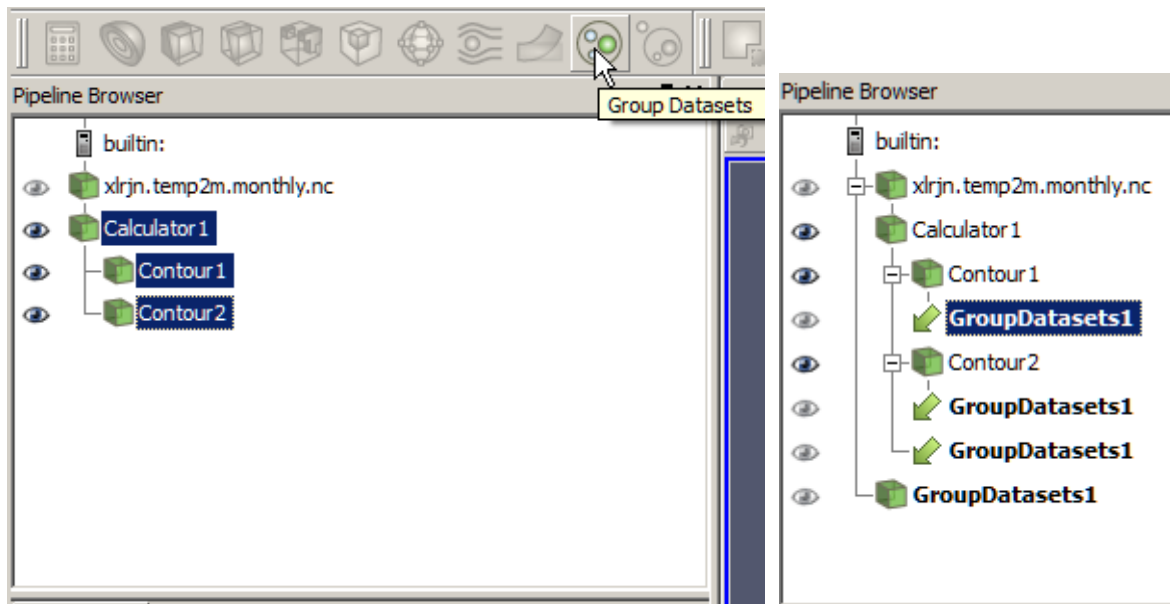 Pipeline Browser
Group Datasets
builtin:
xlrjn.temp2m.monthly.nc
Calculator1
Contour1
Contour2
Pipeline Browser
builtin:
xlrjn.temp2m.monthly.nc
Calculator1
Contour1
GroupDatasets1
Contour2
GroupDatasets1
GroupDatasets1
GroupDatasets1